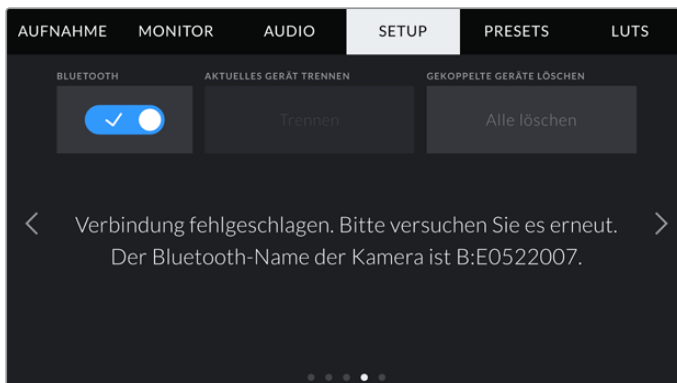 AUFNAHME MONITOR AUDIO SETUP PRESETS LUTS
BLUETOOTH AKTUELLES GERÄT TRENNEN GEKOPPELTE GERÄTE LÖSCHEN
Trennen Alle löschen
Verbindung fehlgeschlagen. Bitte versuchen Sie es erneut.
Der Bluetooth-Name der Kamera ist B:E0522007.